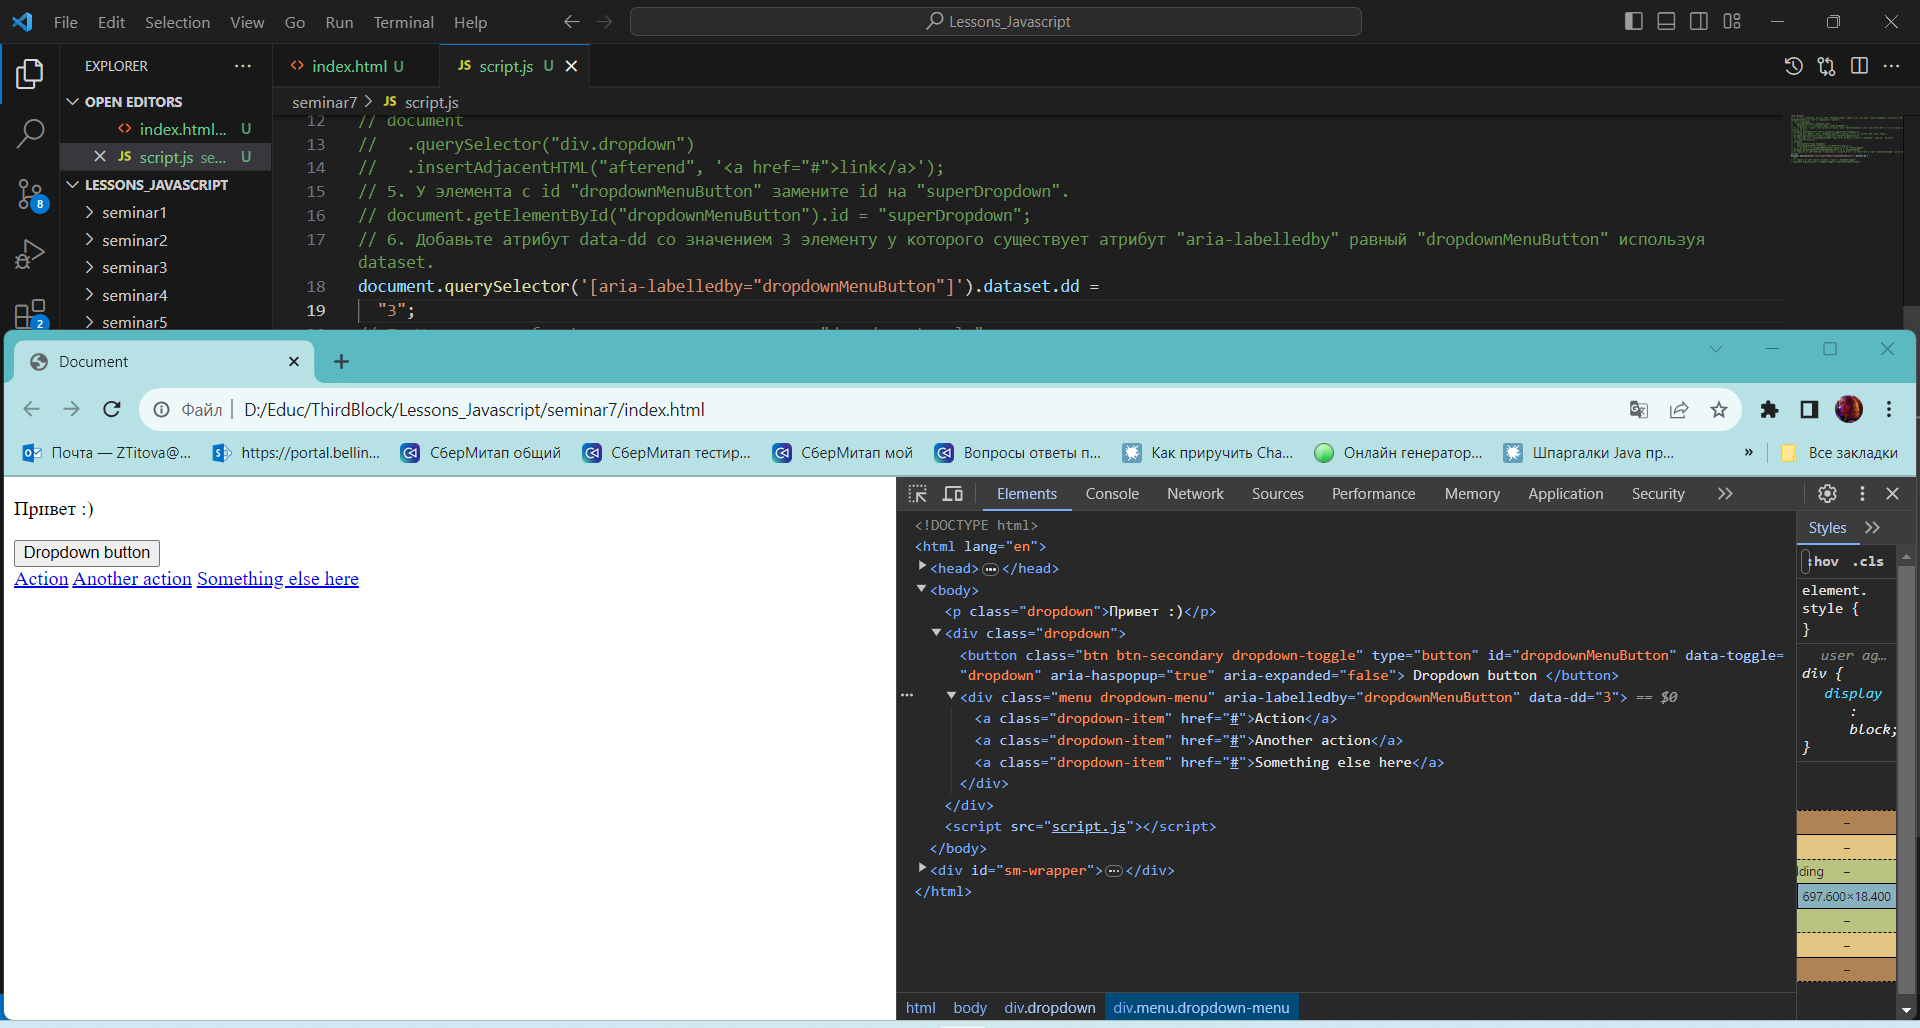 File Edit Selection View Go Run Terminal Help
Lessons_Javascript
EXPLORER
index.html U
script.js U
OPEN EDITORS
index.html... U
script.js se... U
LESSONS_JAVASCRIPT
seminar1
seminar2
seminar3
seminar4
seminar5
8
2
seminar7 > JS script.js
12 // document
13 // .querySelector("div.dropdown")
14 // .insertAdjacentHTML("afterend", '<a href="#">link</a>');
15 // 5. У элемента с id "dropdownMenuButton" замените id на "superDropdown".
16 // document.getElementById("dropdownMenuButton").id = "superDropdown";
17 // 6. Добавьте атрибут data-dd со значением 3 элементу у которого существует атрибут "aria-labelledby" равный "dropdownMenuButton" используя
dataset.
18 document.querySelector('[aria-labelledby="dropdownMenuButton"]').dataset.dd =
19 "3";
Document
Файл D:/Educ/ThirdBlock/Lessons_Javascript/seminar7/index.html
Почта — ZTitova@... https://portal.bellin... СберМитап общий СберМитап тестир... СберМитап мой Вопросы ответы п... Как приручить Cha... Онлайн генератор... Шпаргалки Java пр... » Все закладки
Привет :)
Dropdown button
Action Another action Something else here
Elements Console Network Sources Performance Memory Application Security
<!DOCTYPE html>
<html lang="en">
<head>…</head>
<body>
<p class="dropdown">Привет :)</p>
<div class="dropdown">
<button class="btn btn-secondary dropdown-toggle" type="button" id="dropdownMenuButton" data-toggle=
"dropdown" aria-haspopup="true" aria-expanded="false"> Dropdown button </button>
<div class="menu dropdown-menu" aria-labelledby="dropdownMenuButton" data-dd="3"> == $0
<a class="dropdown-item" href="#">Action</a>
<a class="dropdown-item" href="#">Another action</a>
<a class="dropdown-item" href="#">Something else here</a>
</div>
</div>
<script src="script.js"></script>
</body>
<div id="sm-wrapper">…</div>
</html>
html body div.dropdown div.menu.dropdown-menu
Styles
:hov .cls
element.
style {
}
user ag…
div {
display
:
block;
}
-
-
lding -
697.600×18.400
-
-
-